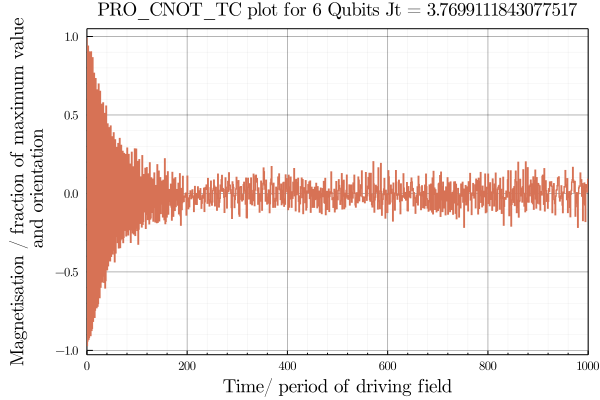 PRO_CNOT_TC plot for 6 Qubits Jt = 3.7699111843077517
Magnetisation / fraction of maximum value
and orientation
1.0
0.5
0.0
−0.5
−1.0
0 200 400 600 800 1000
Time/ period of driving field